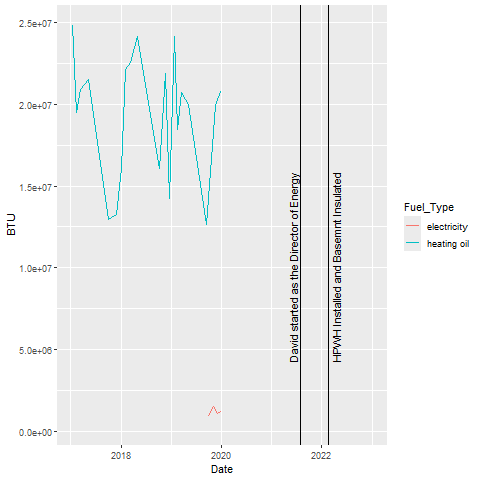 2.5e+07
2.0e+07
1.5e+07
1.0e+07
5.0e+06
0.0e+00
BTU
2018
2020
2022
Date
David started as the Director of Energy
HPWH Installed and Basemnt Insulated
Fuel_Type
electricity
heating oil